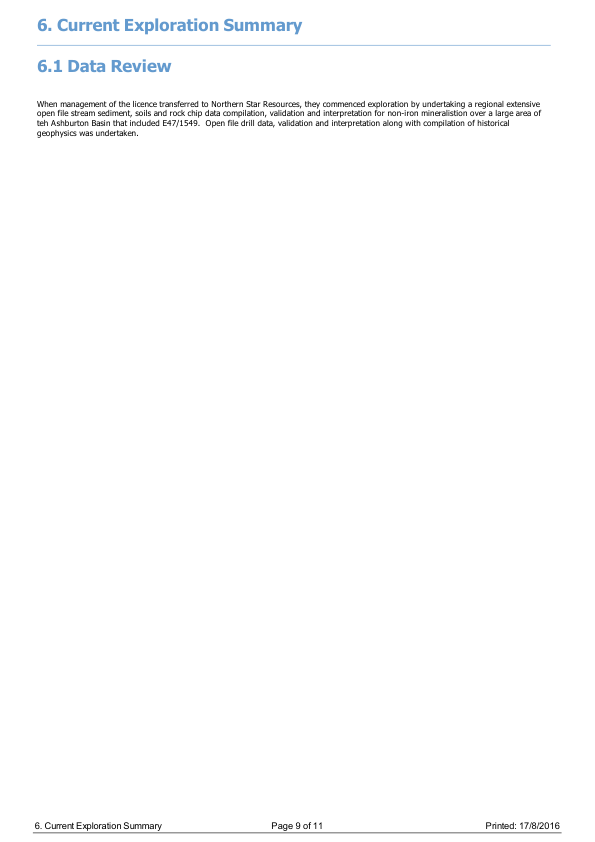 6. Current Exploration Summary
6.1 Data Review
When management of the licence transferred to Northern Star Resources, they commenced exploration by undertaking a regional extensive
open file stream sediment, soils and rock chip data compilation, validation and interpretation for non-iron mineralistion over a large area of
teh Ashburton Basin that included E47/1549.  Open file drill data, validation and interpretation along with compilation of historical
geophysics was undertaken.
6. Current Exploration Summary Page 9 of 11 Printed: 17/8/2016